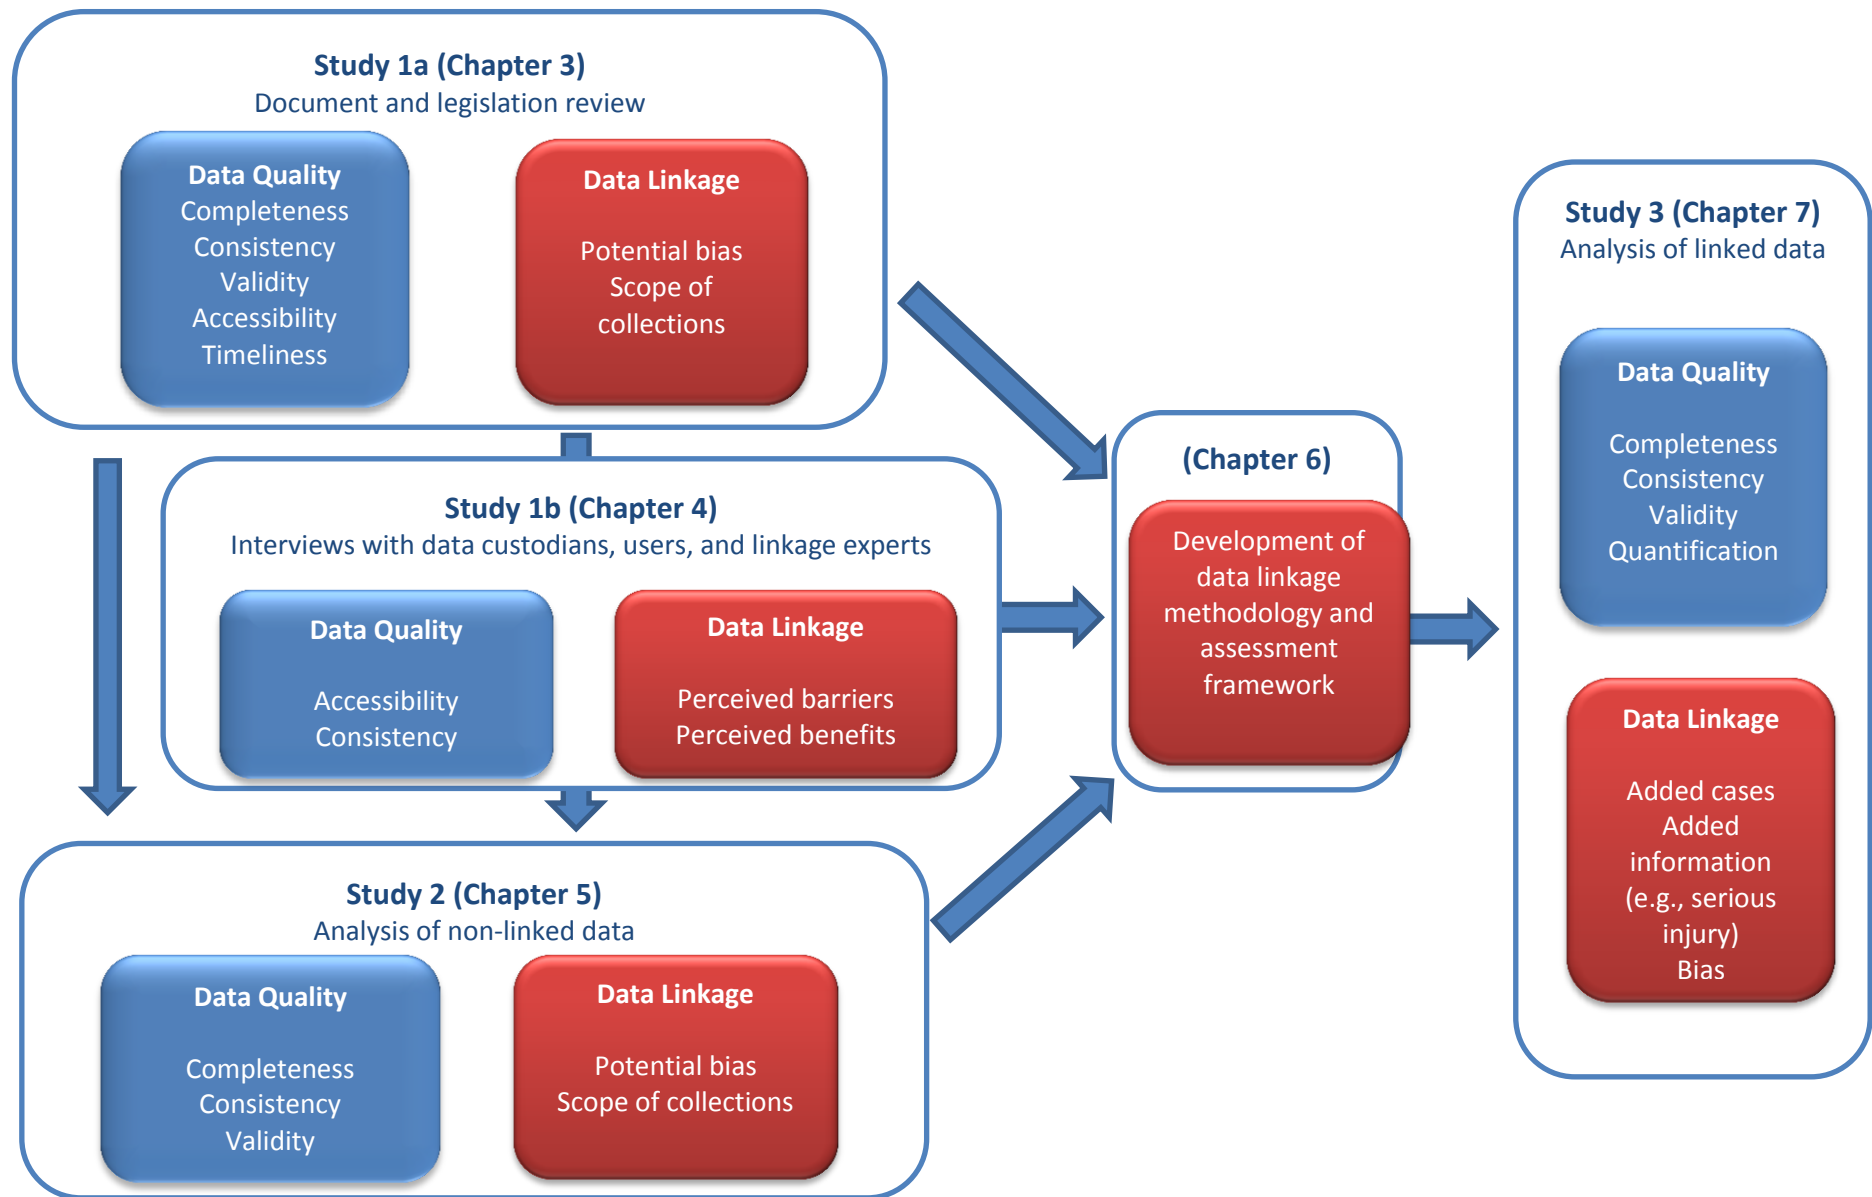 Study 1a (Chapter 3)
Document and legislation review
Data Quality
Completeness
Consistency
Validity
Accessibility
Timeliness
Data Linkage
Potential bias
Scope of
collections
Study 1b (Chapter 4)
Interviews with data custodians, users, and linkage experts
Data Quality
Accessibility
Consistency
Data Linkage
Perceived barriers
Perceived benefits
Study 2 (Chapter 5)
Analysis of non-linked data
Data Quality
Completeness
Consistency
Validity
Data Linkage
Potential bias
Scope of collections
(Chapter 6)
Development of
data linkage
methodology and
assessment
framework
Study 3 (Chapter 7)
Analysis of linked data
Data Quality
Completeness
Consistency
Validity
Quantification
Data Linkage
Added cases
Added
information
(e.g., serious
injury)
Bias